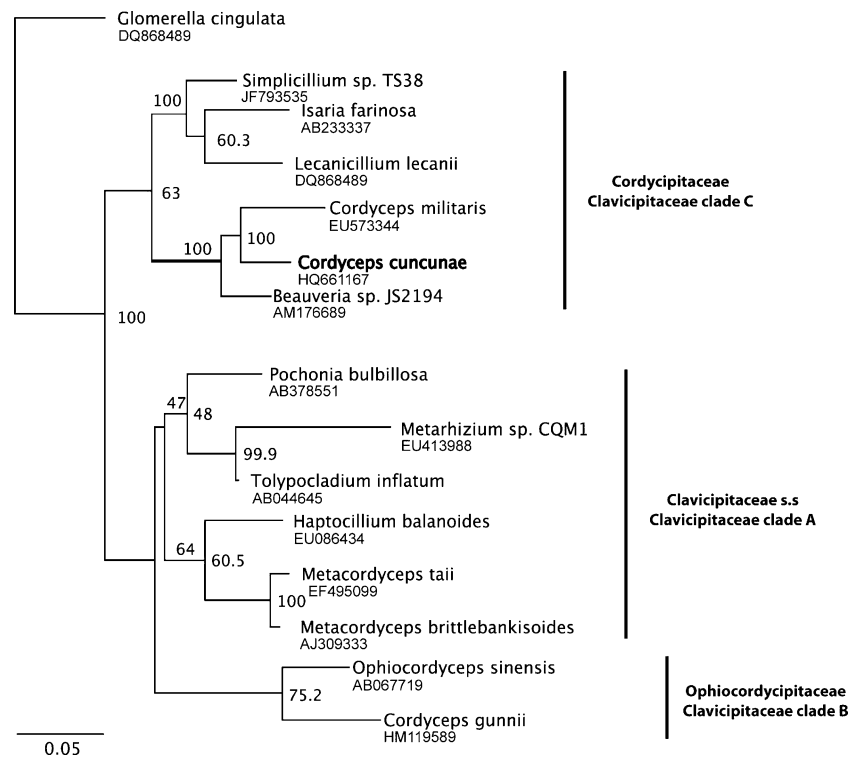 Glomerella cingulata
DQ868489
Simplicillium sp. TS38
JF793535
100
Isaria farinosa
AB233337
60.3
Lecanicillium lecanii
DQ868489
63
Cordycipitaceae
Clavicipitaceae clade C
Cordyceps militaris
EU573344
100
100
Cordyceps cuncunae
HQ661167
Beauveria sp. JS2194
AM176689
100
Pochonia bulbillosa
AB378551
47
48
Metarhizium sp. CQM1
EU413988
99.9
Tolypocladium inflatum
AB044645
Clavicipitaceae s.s
Clavicipitaceae clade A
Haptocillium balanoides
EU086434
64
60.5
Metacordyceps taii
EF495099
100
Metacordyceps brittlebankisoides
AJ309333
Ophiocordyceps sinensis
AB067719
75.2
Ophiocordycipitaceae
Clavicipitaceae clade B
Cordyceps gunnii
HM119589
0.05